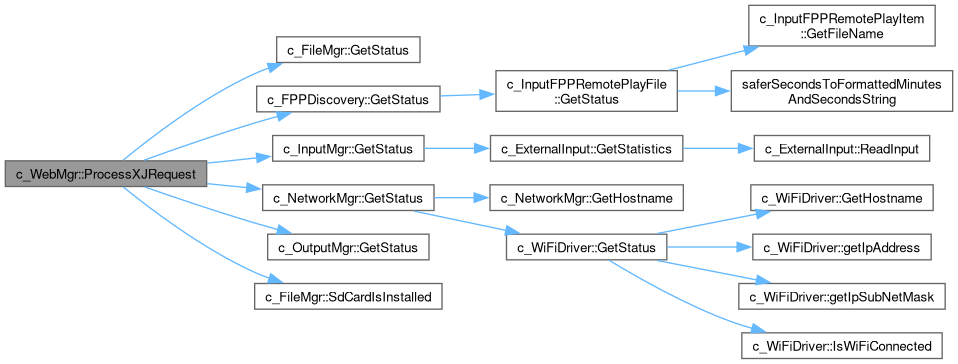 c_WebMgr::ProcessXJRequest
c_FileMgr::GetStatus
c_FPPDiscovery::GetStatus
c_InputMgr::GetStatus
c_NetworkMgr::GetStatus
c_OutputMgr::GetStatus
c_FileMgr::SdCardIsInstalled
c_InputFPPRemotePlayFile
::GetStatus
c_ExternalInput::GetStatistics
c_NetworkMgr::GetHostname
c_WiFiDriver::GetStatus
c_InputFPPRemotePlayItem
::GetFileName
saferSecondsToFormattedMinutes
AndSecondsString
c_ExternalInput::ReadInput
c_WiFiDriver::GetHostname
c_WiFiDriver::getIpAddress
c_WiFiDriver::getIpSubNetMask
c_WiFiDriver::IsWiFiConnected